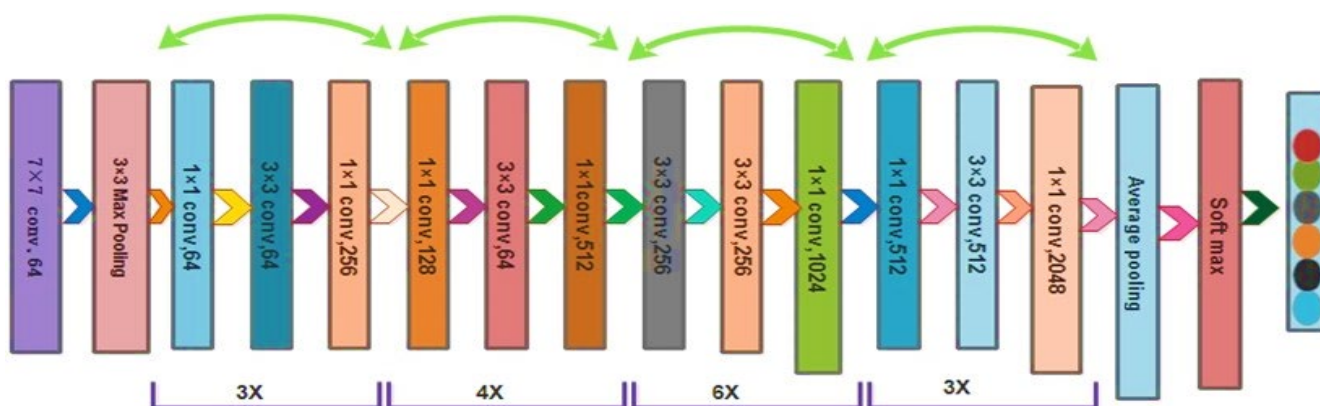 7×7 conv, 64
3×3 Max Pooling
1×1 conv,64
3×3 conv,64
1×1 conv,256
1×1 conv,128
3×3 conv,64
1×1conv,512
3×3 conv,256
3×3 conv,256
1×1 conv,1024
1×1 conv,512
3×3 conv,512
1×1 conv,2048
Average pooling
Soft max
3X
4X
6X
3X